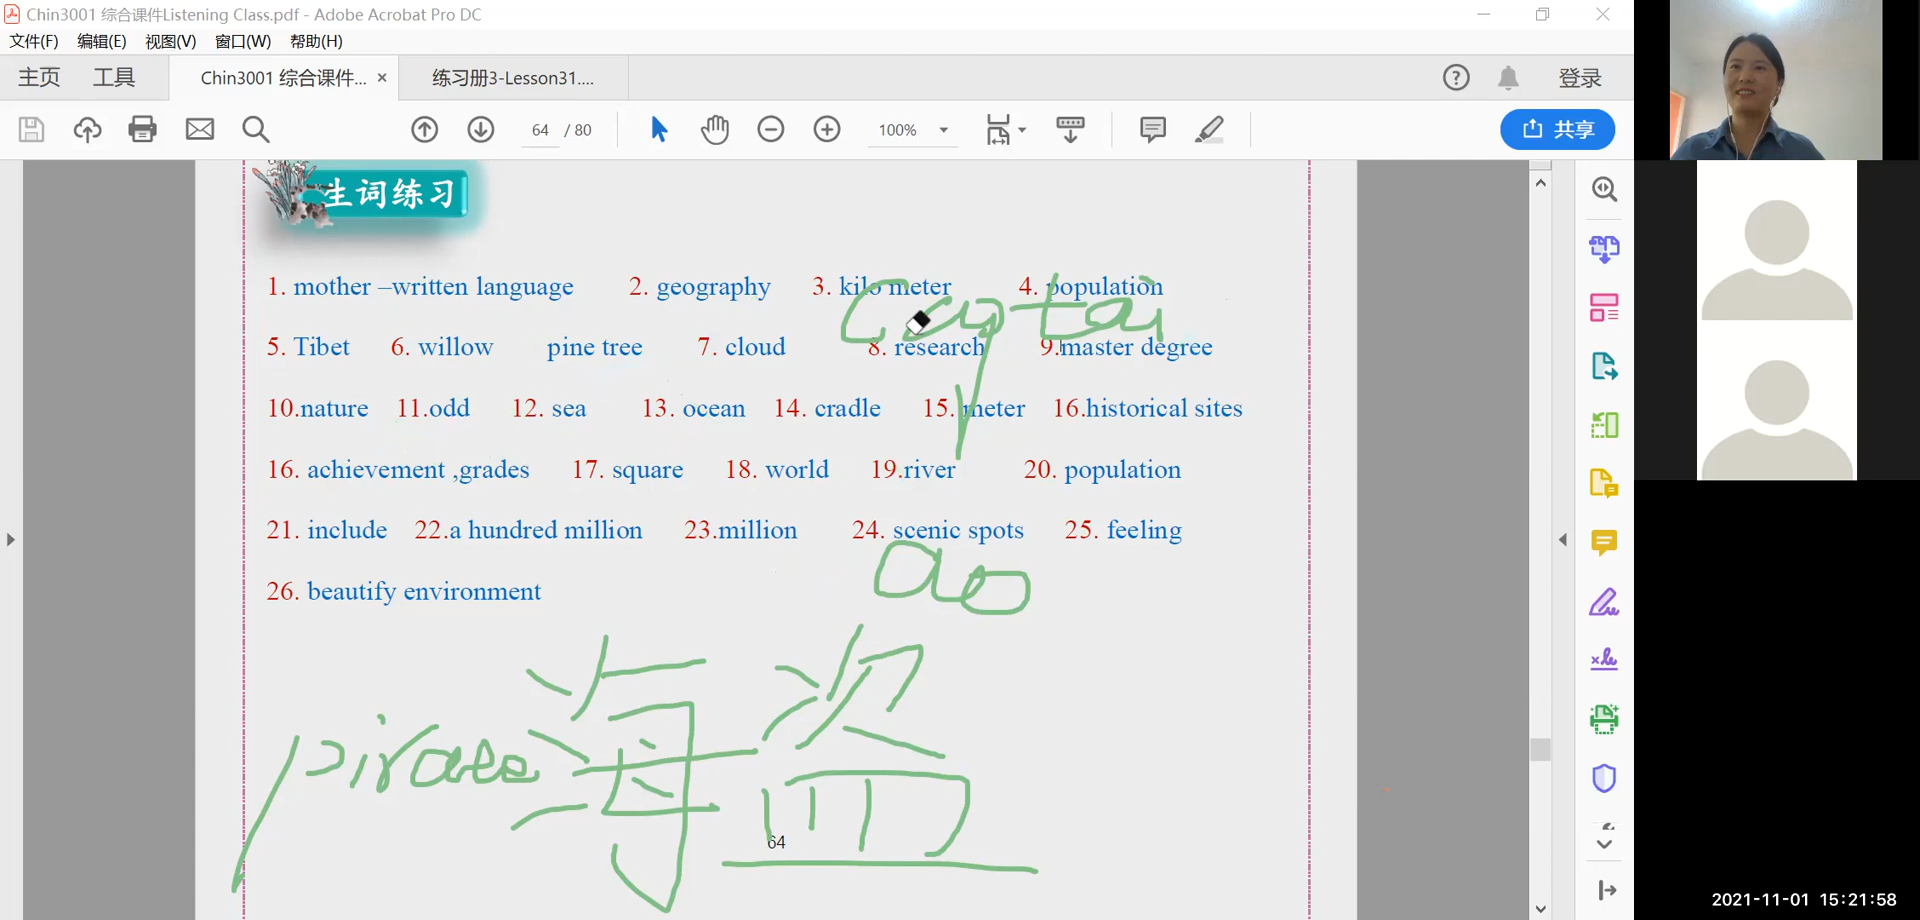 Chin3001 综合课件Listening Class.pdf - Adobe Acrobat Pro DC
文件(F) 编辑(E) 视图(V) 窗口(W) 帮助(H)
主页 工具 Chin3001 综合课件... × 练习册3-Lesson31.... 登录
64 / 80 100% 共享
生词练习
1. mother –written language 2. geography 3. kilo meter 4. population
5. Tibet 6. willow pine tree 7. cloud 8. research 9.master degree
10.nature 11.odd 12. sea 13. ocean 14. cradle 15. meter 16.historical sites
16. achievement ,grades 17. square 18. world 19.river 20. population
21. include 22.a hundred million 23.million 24. scenic spots 25. feeling
26. beautify environment
Captai
ao
海盗
64
2021-11-01 15:21:58